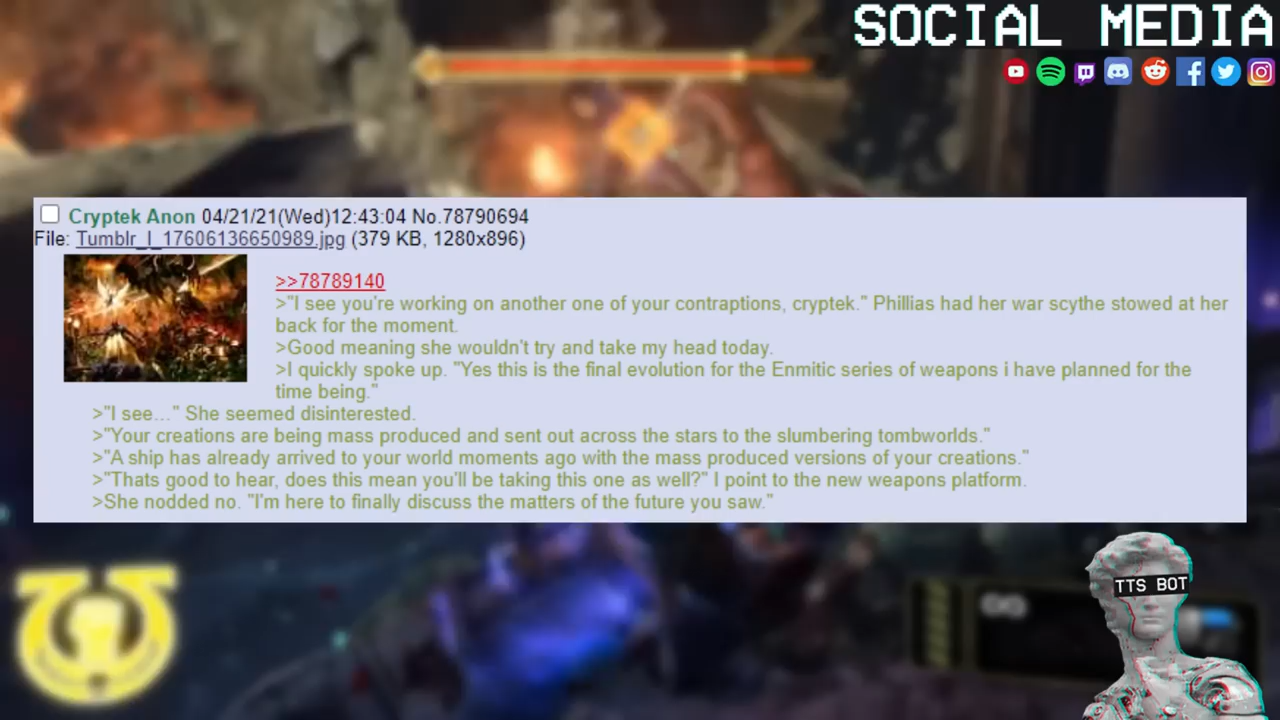 SOCIAL MEDIA
Cryptek Anon 04/21/21(Wed)12:43:04 No.78790694
File: Tumblr_l_17606136650989.jpg (379 KB, 1280x896)
>>78789140
>"I see you're working on another one of your contraptions, cryptek." Phillias had her war scythe stowed at her
back for the moment.
>Good meaning she wouldn't try and take my head today.
>I quickly spoke up. "Yes this is the final evolution for the Enmitic series of weapons i have planned for the
time being."
>"I see…" She seemed disinterested.
>"Your creations are being mass produced and sent out across the stars to the slumbering tombworlds."
>"A ship has already arrived to your world moments ago with the mass produced versions of your creations."
>"Thats good to hear, does this mean you'll be taking this one as well?" I point to the new weapons platform.
>She nodded no. "I'm here to finally discuss the matters of the future you saw."
TTS BOT